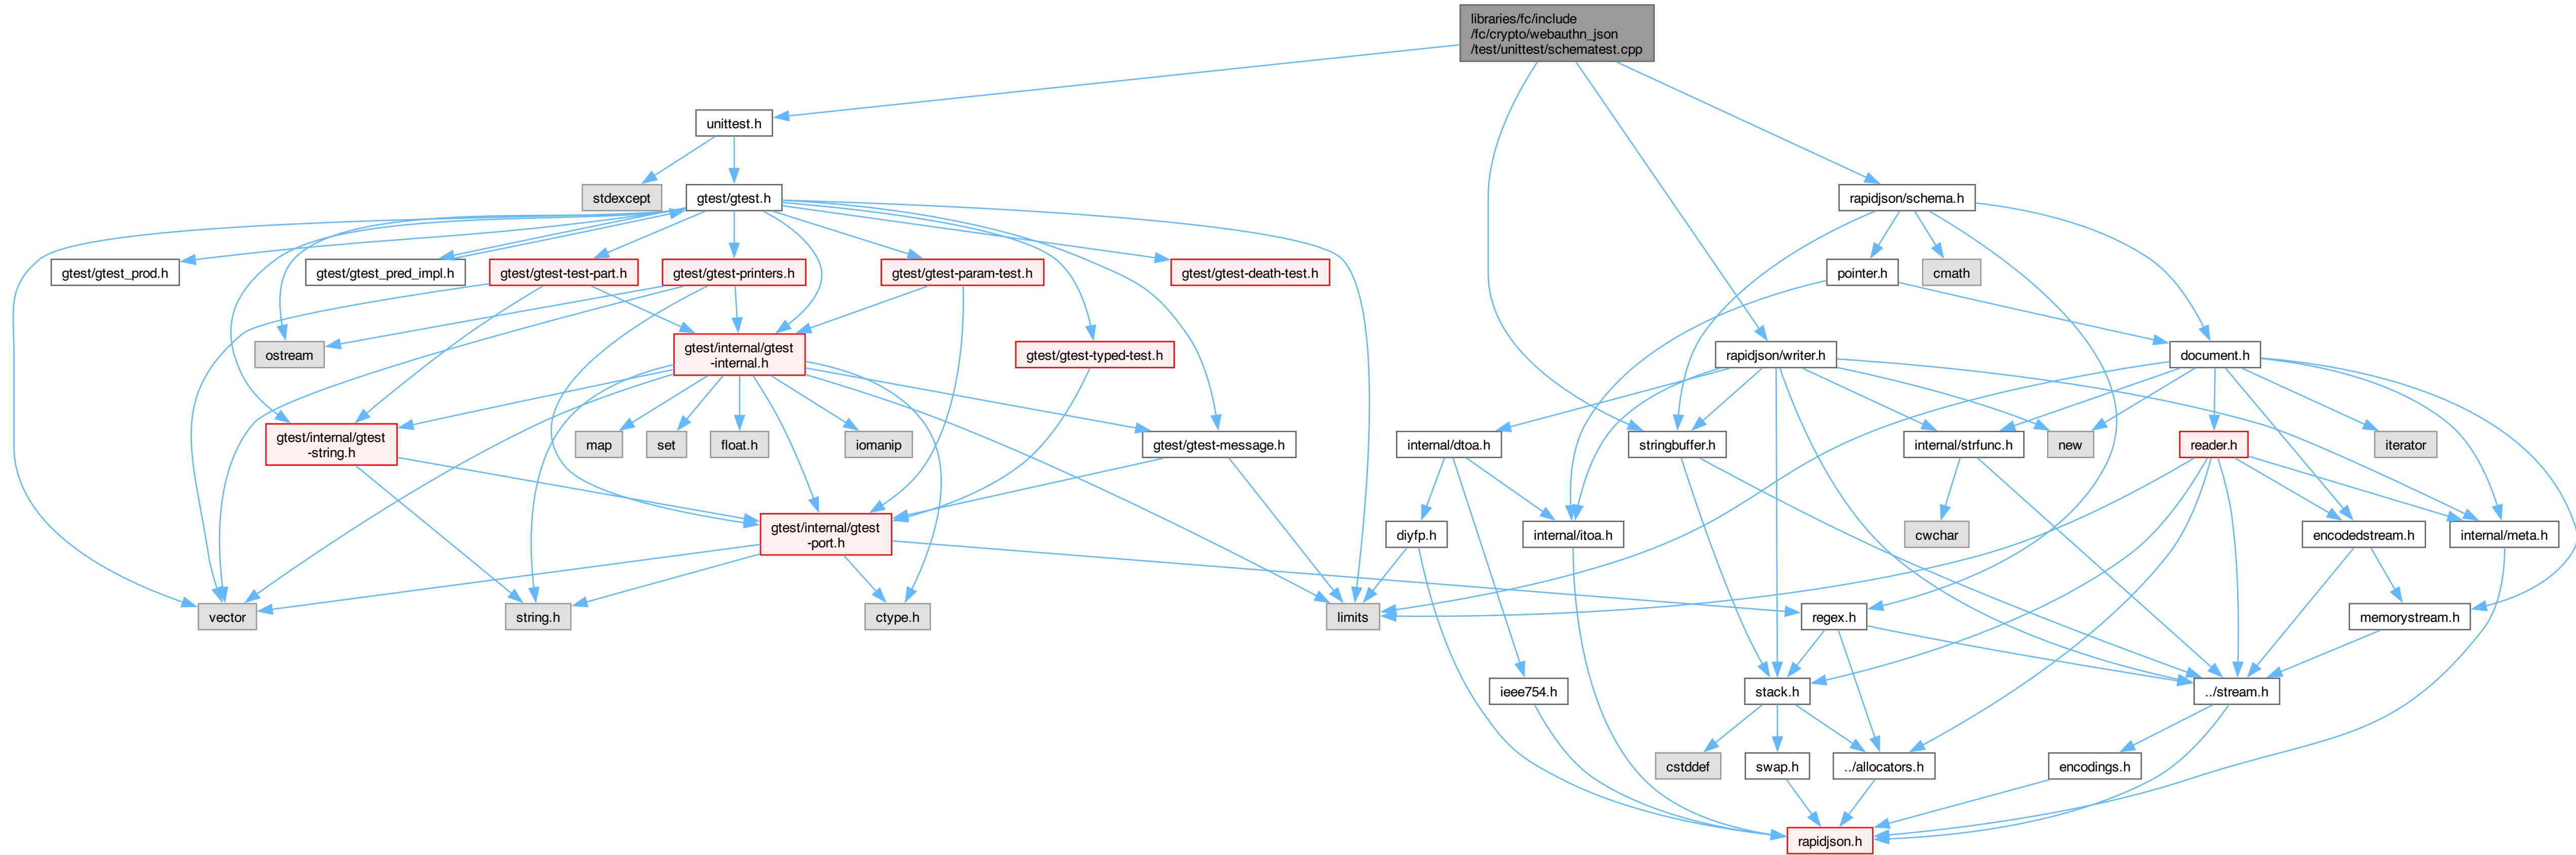 libraries/fc/include
/fc/crypto/webauthn_json
/test/unittest/schematest.cpp
unittest.h
stdexcept
gtest/gtest.h
rapidjson/schema.h
gtest/gtest_prod.h
gtest/gtest_pred_impl.h
gtest/gtest-test-part.h
gtest/gtest-printers.h
gtest/gtest-param-test.h
gtest/gtest-death-test.h
pointer.h
cmath
ostream
gtest/internal/gtest
-internal.h
gtest/gtest-typed-test.h
rapidjson/writer.h
document.h
gtest/internal/gtest
-string.h
map
set
float.h
iomanip
gtest/gtest-message.h
internal/dtoa.h
stringbuffer.h
internal/strfunc.h
new
reader.h
iterator
gtest/internal/gtest
-port.h
diyfp.h
internal/itoa.h
cwchar
encodedstream.h
internal/meta.h
vector
string.h
ctype.h
limits
regex.h
memorystream.h
ieee754.h
stack.h
../stream.h
cstddef
swap.h
../allocators.h
encodings.h
rapidjson.h